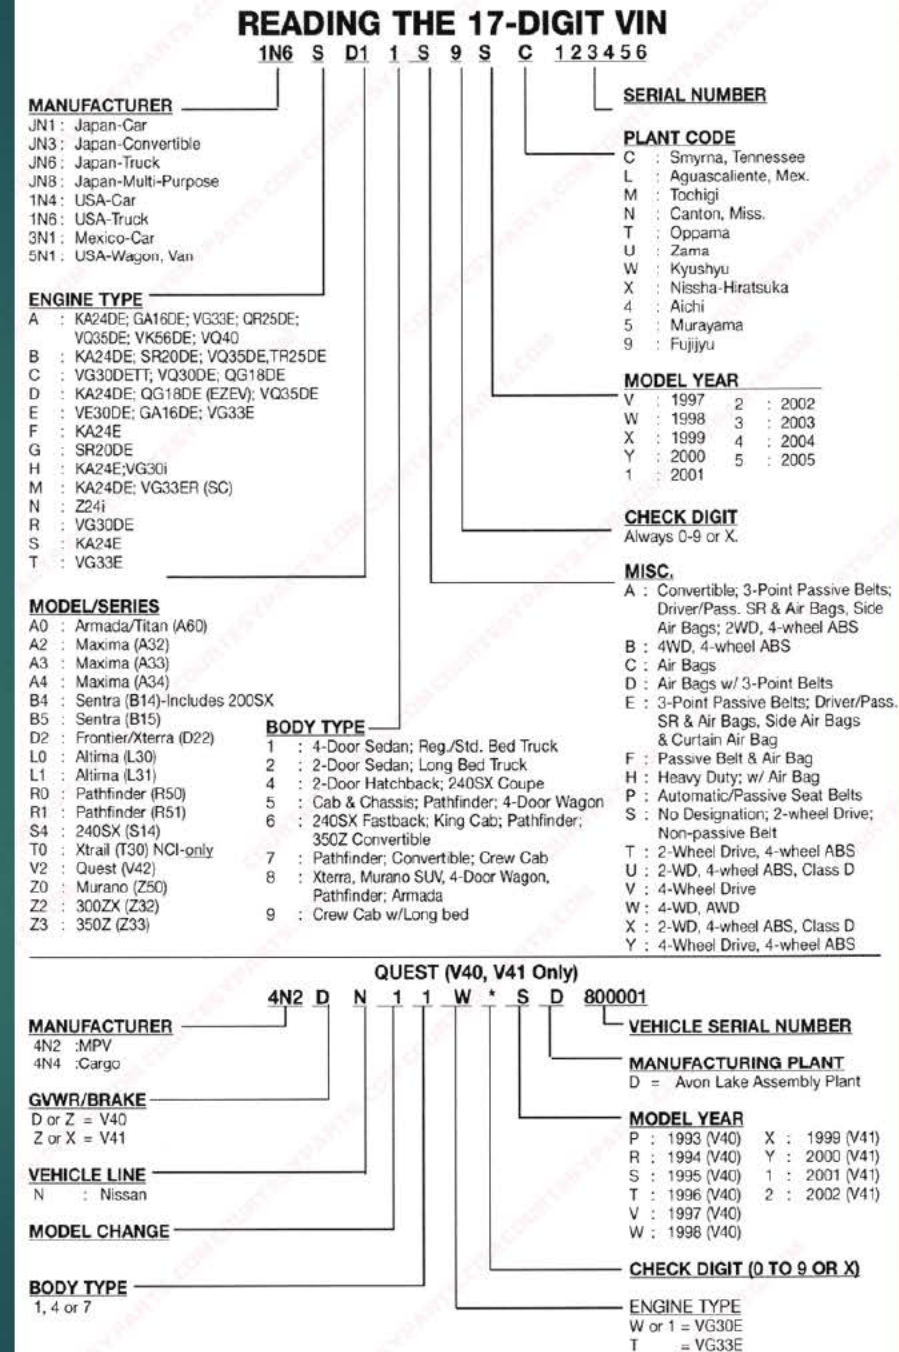 READING THE 17-DIGIT VIN
1N6 S D1 1 S 9 S C 123456
MANUFACTURER
JN1 : Japan-Car
JN3 : Japan-Convertible
JN6 : Japan-Truck
JN8 : Japan-Multi-Purpose
1N4 : USA-Car
1N6 : USA-Truck
3N1 : Mexico-Car
5N1 : USA-Wagon, Van
ENGINE TYPE
A : KA24DE; GA16DE; VG33E; QR25DE;
VQ35DE; VK56DE; VQ40
B : KA24DE; SR20DE; VQ35DE,TR25DE
C : VG30DETT; VQ30DE; QG18DE
D : KA24DE; QG18DE (EZEV); VQ35DE
E : VE30DE; GA16DE; VG33E
F : KA24E
G : SR20DE
H : KA24E;VG30i
M : KA24DE; VG33ER (SC)
N : Z24i
R : VG30DE
S : KA24E
T : VG33E
MODEL/SERIES
A0 : Armada/Titan (A60)
A2 : Maxima (A32)
A3 : Maxima (A33)
A4 : Maxima (A34)
B4 : Sentra (B14)-Includes 200SX
B5 : Sentra (B15)
D2 : Frontier/Xterra (D22)
L0 : Altima (L30)
L1 : Altima (L31)
R0 : Pathfinder (R50)
R1 : Pathfinder (R51)
S4 : 240SX (S14)
T0 : Xtrail (T30) NCI-only
V2 : Quest (V42)
Z0 : Murano (Z50)
Z2 : 300ZX (Z32)
Z3 : 350Z (Z33)
BODY TYPE
1 : 4-Door Sedan; Reg./Std. Bed Truck
2 : 2-Door Sedan; Long Bed Truck
4 : 2-Door Hatchback; 240SX Coupe
5 : Cab & Chassis; Pathfinder; 4-Door Wagon
6 : 240SX Fastback; King Cab; Pathfinder;
350Z Convertible
7 : Pathfinder; Convertible; Crew Cab
8 : Xterra, Murano SUV, 4-Door Wagon,
Pathfinder; Armada
9 : Crew Cab w/Long bed
SERIAL NUMBER
PLANT CODE
C : Smyrna, Tennessee
L : Aguascaliente, Mex.
M : Tochigi
N : Canton, Miss.
T : Oppama
U : Zama
W : Kyushyu
X : Nissha-Hiratsuka
4 : Aichi
5 : Murayama
9 : Fujijyu
MODEL YEAR
V : 1997 2 : 2002
W : 1998 3 : 2003
X : 1999 4 : 2004
Y : 2000 5 : 2005
1 : 2001
CHECK DIGIT
Always 0-9 or X.
MISC.
A : Convertible; 3-Point Passive Belts;
Driver/Pass. SR & Air Bags, Side
Air Bags; 2WD, 4-wheel ABS
B : 4WD, 4-wheel ABS
C : Air Bags
D : Air Bags w/ 3-Point Belts
E : 3-Point Passive Belts; Driver/Pass.
SR & Air Bags, Side Air Bags
& Curtain Air Bag
F : Passive Belt & Air Bag
H : Heavy Duty; w/ Air Bag
P : Automatic/Passive Seat Belts
S : No Designation; 2-wheel Drive;
Non-passive Belt
T : 2-Wheel Drive, 4-wheel ABS
U : 2-WD, 4-wheel ABS, Class D
V : 4-Wheel Drive
W : 4-WD, AWD
X : 2-WD, 4-wheel ABS, Class D
Y : 4-Wheel Drive, 4-wheel ABS
QUEST (V40, V41 Only)
4N2 D N 1 1 W * S D 800001
MANUFACTURER
4N2 :MPV
4N4 :Cargo
GVWR/BRAKE
D or Z = V40
Z or X = V41
VEHICLE LINE
N : Nissan
MODEL CHANGE
BODY TYPE
1, 4 or 7
VEHICLE SERIAL NUMBER
MANUFACTURING PLANT
D = Avon Lake Assembly Plant
MODEL YEAR
P : 1993 (V40) X : 1999 (V41)
R : 1994 (V40) Y : 2000 (V41)
S : 1995 (V40) 1 : 2001 (V41)
T : 1996 (V40) 2 : 2002 (V41)
V : 1997 (V40)
W : 1998 (V40)
CHECK DIGIT (0 TO 9 OR X)
ENGINE TYPE
W or 1 = VG30E
T = VG33E